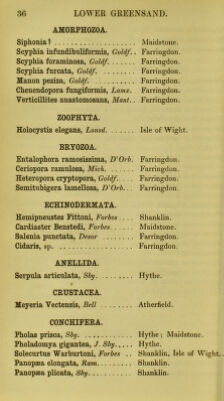 36 LOWER GREENSAND.
AMORPHOZOA.
Siphonia? . . . . . . . . . . . . . . . . Maidstone.
Scyphia infundibuliformis, Goldf. . Farringdon.
Scyphia foraminosa, Goldf. . . . . . . Farringdon.
Scyphia furcata, Goldf. . . . . . . . . Farringdon.
Manon peziza, Goldf. . . . . . . . . . Farringdon.
Chenendopora fungiformis, Lamx. Farringdon.
Verticillites anastomosans, Mant. . Farringdon.
ZOOPHYTA.
Holocystis elegans, Lonsd. . . . . . . Isle of Wight.
BRYOZOA.
Entalophora ramosissima, D'Orb. Farringdon.
Ceriopora ramulosa, Mich. . . . . . . Farringdon.
Heteropora cryptopora, Goldf. . . . Farringdon.
Semitubigera lamellosa, D'Orb. . . Farringdon.
ECHINODERMATA.
Hemipneustes Fittoni, Forbes . . . . Shanklin.
Cardiaster Benstedi, Forbes. . . . . . Maidstone.
Salenia punctata, Desor . . . . . . . . Farringdon.
Cidaris, sp. . . . . . . . . . . . . . . . . Farringdon.
ANELLIDA.
Serpula articulata, Sby. . . . . . . . . Hythe.
CRUSTACEA.
Meyeria Vectensis, Bell . . . . . . . . Atherfield.
CONCHIFERA.
Pholas prisca, Sby. . . . . . . . . . . . Hythe; Maidstone.
Pholadomya gigantea, J. Sby. . . . . Hythe.
Solecurtus Warburtoni, Forbes . . Shanklin, Isle of Wight.
Panopæa elongata, Ræm. . . . . . . . Shanklin.
Panopæa plicata, Sby. . . . . . . . . . Shanklin.